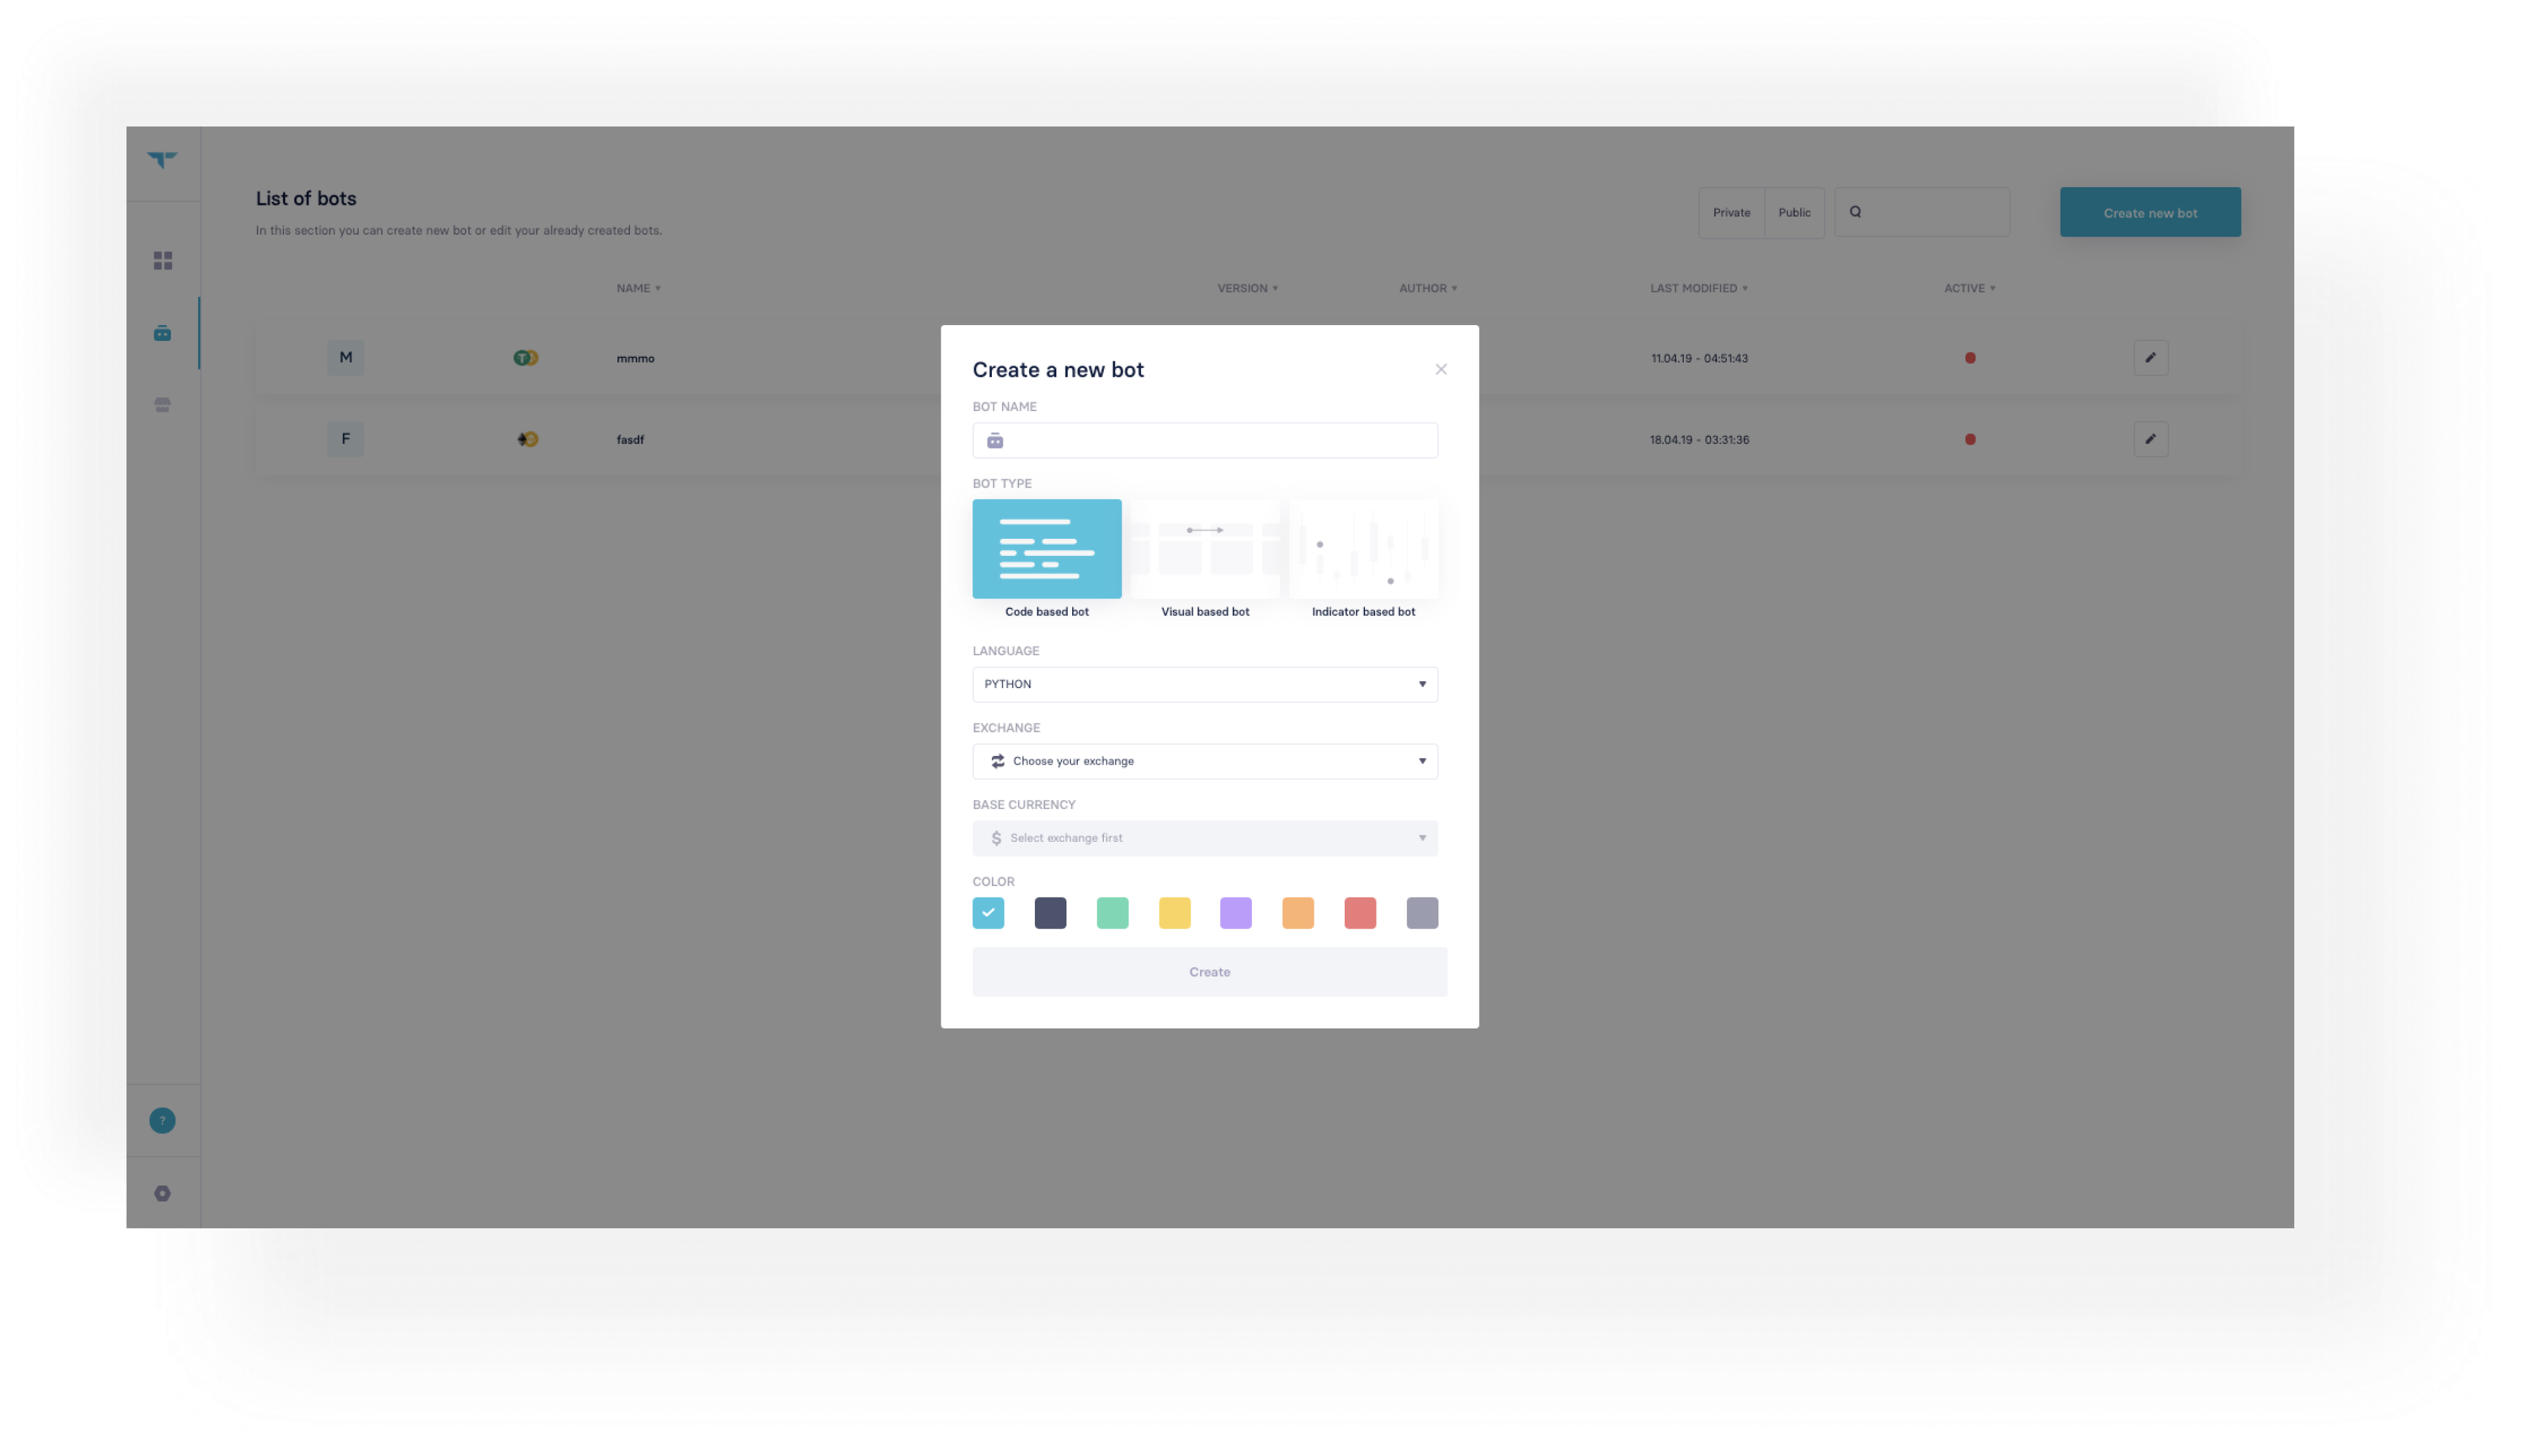 List of bots
In this section you can create new bot or edit your already created bots.
Private Public
Create new bot
NAME VERSION AUTHOR LAST MODIFIED ACTIVE
M mmmo 11.04.19 - 04:51:43
F fasdf 18.04.19 - 03:31:36
Create a new bot
BOT NAME
BOT TYPE
Code based bot Visual based bot Indicator based bot
LANGUAGE
PYTHON
EXCHANGE
Choose your exchange
BASE CURRENCY
$ Select exchange first
COLOR
Create
?